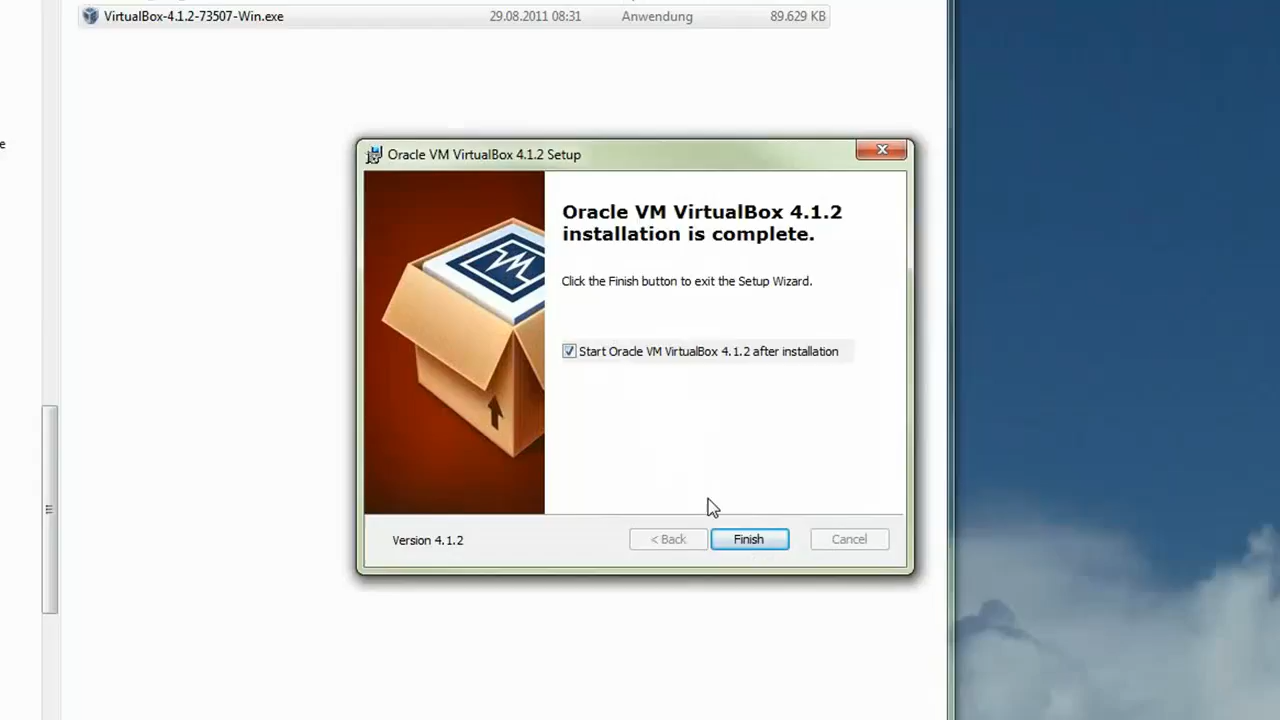 VirtualBox-4.1.2-73507-Win.exe 29.08.2011 08:31 Anwendung 89.629 KB
e
Oracle VM VirtualBox 4.1.2 Setup
Oracle VM VirtualBox 4.1.2
installation is complete.
Click the Finish button to exit the Setup Wizard.
Start Oracle VM VirtualBox 4.1.2 after installation
Version 4.1.2
< Back
Finish
Cancel